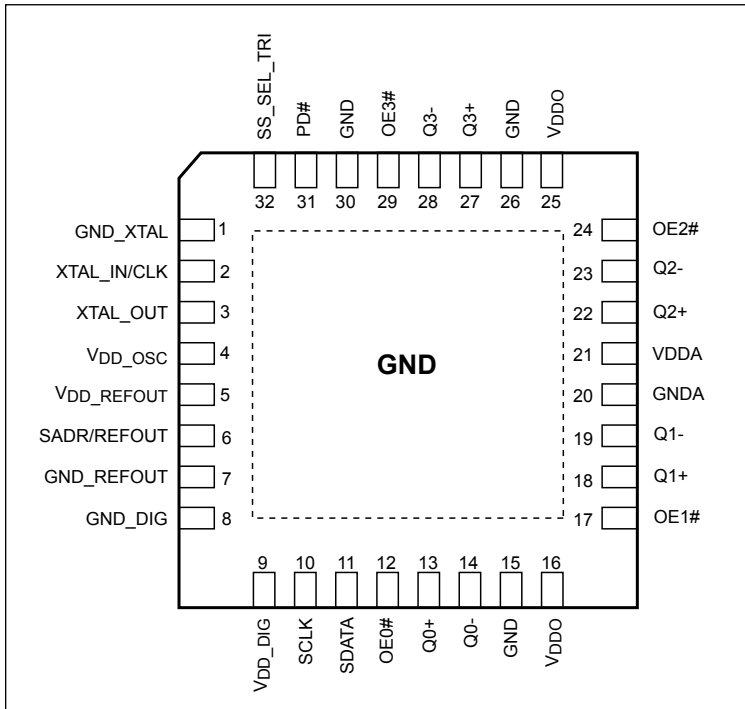 SS_SEL_TRI
PD#
GND
OE3#
Q3-
Q3+
GND
VDDO
32
31
30
29
28
27
26
25
GND_XTAL 1
XTAL_IN/CLK 2
XTAL_OUT 3
VDD_OSC 4
VDD_REFOUT 5
SADR/REFOUT 6
GND_REFOUT 7
GND_DIG 8
GND
24 OE2#
23 Q2-
22 Q2+
21 VDDA
20 GNDA
19 Q1-
18 Q1+
17 OE1#
9
10
11
12
13
14
15
16
VDD_DIG
SCLK
SDATA
OE0#
Q0+
Q0-
GND
VDDO